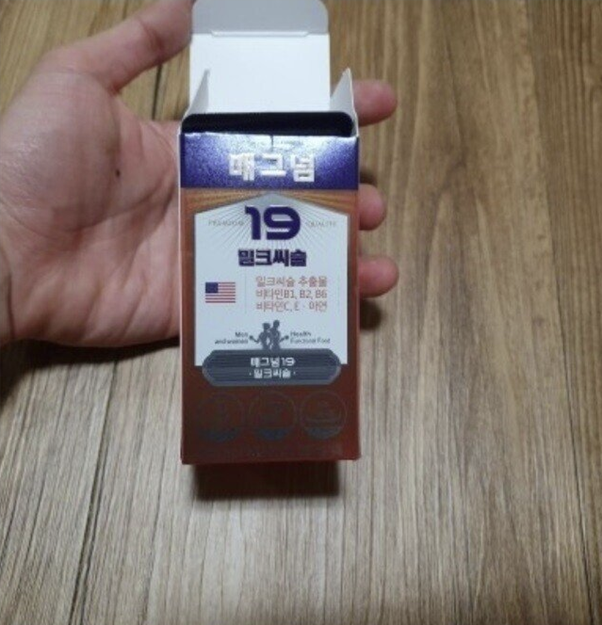 매그넘
PREMIUM QUALITY
19
밀크씨슬
밀크씨슬 추출물
비타민B1, B2, B6
비타민C, E · 아연
Men and women
Health Functional Food
매그넘19
· 밀크씨슬 ·